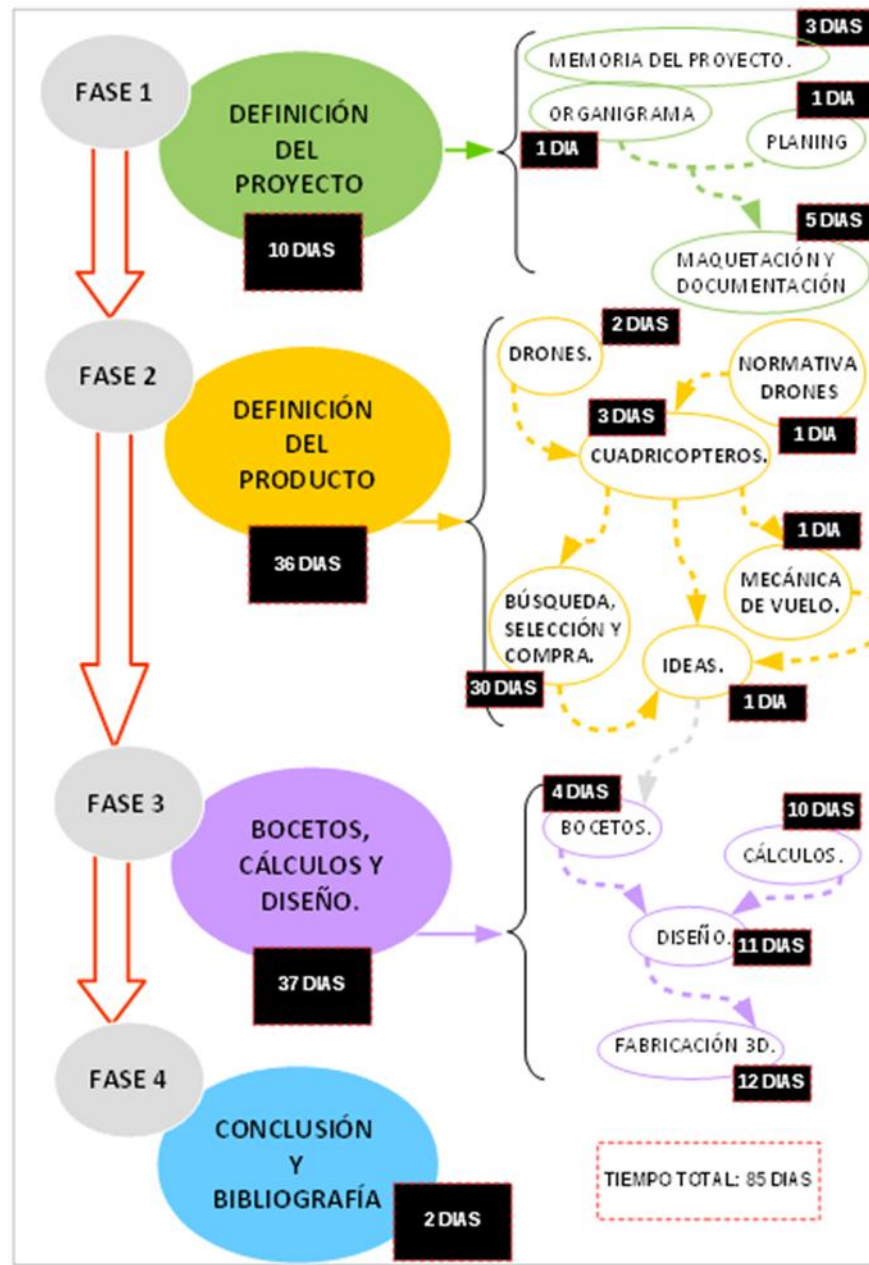 FASE 1
DEFINICIÓN
DEL
PROYECTO
10 DIAS
3 DIAS
MEMORIA DEL PROYECTO.
1 DIA
ORGANIGRAMA
1 DIA
PLANING
5 DIAS
MAQUETACIÓN Y
DOCUMENTACIÓN
FASE 2
DEFINICIÓN
DEL
PRODUCTO
36 DIAS
2 DIAS
DRONES.
NORMATIVA
DRONES
1 DIA
3 DIAS
CUADRICOPTEROS.
1 DIA
MECÁNICA
DE VUELO.
BÚSQUEDA,
SELECCIÓN Y
COMPRA.
30 DIAS
IDEAS.
1 DIA
FASE 3
BOCETOS,
CÁLCULOS Y
DISEÑO.
37 DIAS
4 DIAS
BOCETOS.
10 DIAS
CÁLCULOS.
DISEÑO.
11 DIAS
FABRICACIÓN 3D.
12 DIAS
FASE 4
CONCLUSIÓN
Y
BIBLIOGRAFÍA
2 DIAS
TIEMPO TOTAL: 85 DIAS